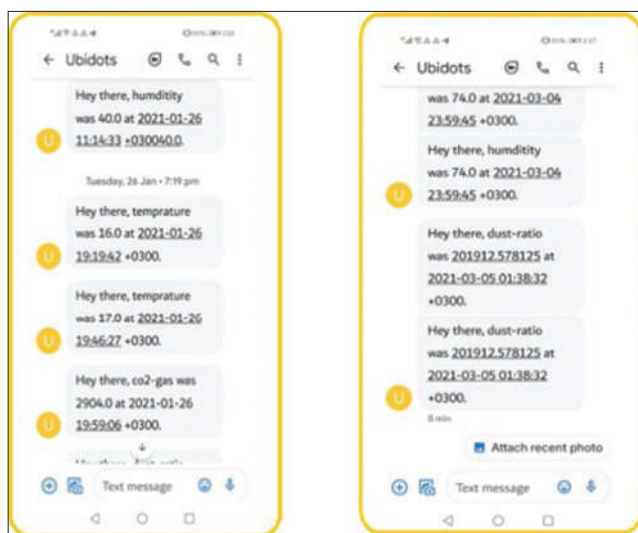 Ubidots
Hey there, humditity
was 40.0 at 2021-01-26
11:14:33 +030040.0.
U
Tuesday, 26 Jan • 7:19 pm
Hey there, temprature
was 16.0 at 2021-01-26
19:19:42 +0300.
U
Hey there, temprature
was 17.0 at 2021-01-26
19:46:27 +0300.
U
Hey there, co2-gas was
2904.0 at 2021-01-26
19:59:06 +0300.
U
Text message
Ubidots
was 74.0 at 2021-03-04
23:59:45 +0300.
Hey there, humditity
was 74.0 at 2021-03-04
23:59:45 +0300.
U
Hey there, dust-ratio
was 201912.578125 at
2021-03-05 01:38:32
+0300.
Hey there, dust-ratio
was 201912.578125 at
2021-03-05 01:38:32
+0300.
U
8 min
Attach recent photo
Text message